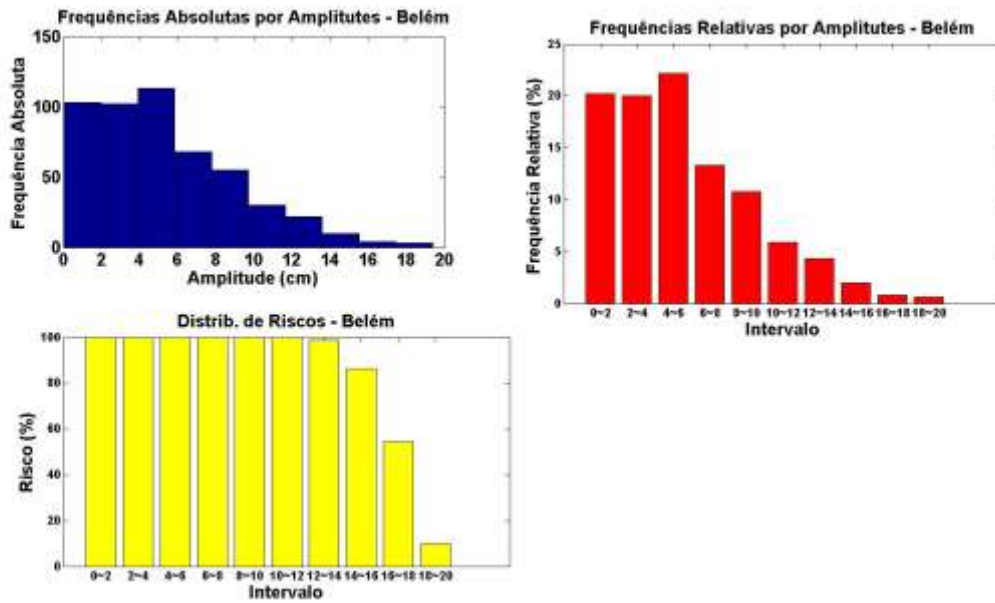 Frequências Absolutas por Amplitutes - Belém
150
100
50
0
Frequência Absoluta
0 2 4 6 8 10 12 14 16 18 20
Amplitude (cm)
Frequências Relativas por Amplitutes - Belém
25
20
15
10
5
0
Frequência Relativa (%)
0~2 2~4 4~6 6~8 8~10 10~12 12~14 14~16 16~18 18~20
Intervalo
Distrib. de Riscos - Belém
100
80
60
40
20
0
Risco (%)
0~2 2~4 4~6 6~8 8~10 10~12 12~14 14~16 16~18 18~20
Intervalo